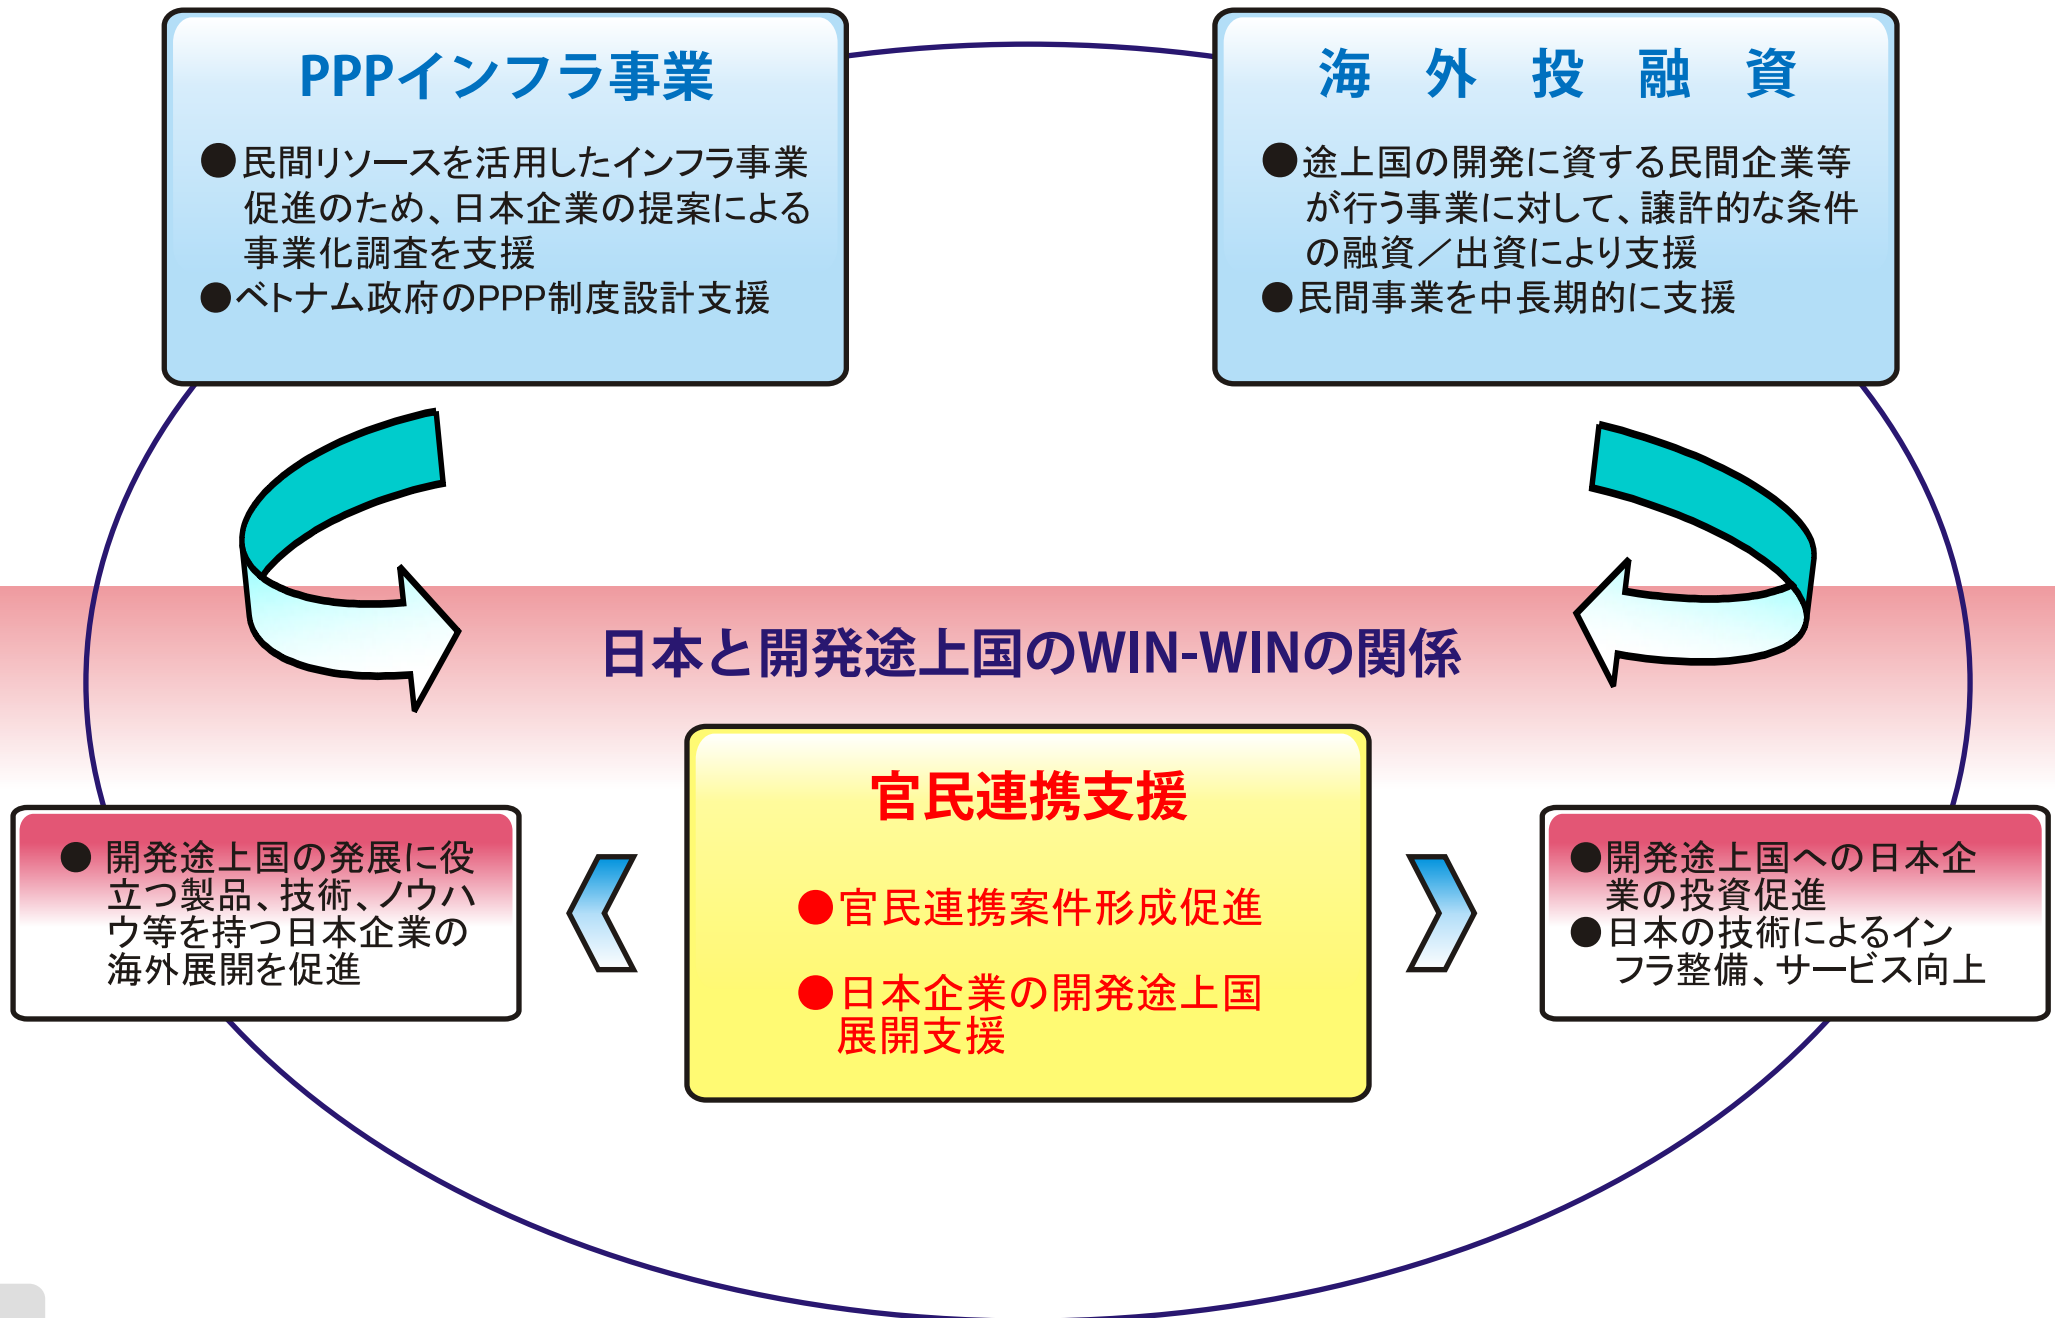 PPPインフラ事業
●民間リソースを活用したインフラ事業
促進のため、日本企業の提案による
事業化調査を支援
●ベトナム政府のPPP制度設計支援
海　外　投　融　資
●途上国の開発に資する民間企業等
が行う事業に対して、譲許的な条件
の融資／出資により支援
●民間事業を中長期的に支援
日本と開発途上国のWIN-WINの関係
官民連携支援
●官民連携案件形成促進
●日本企業の開発途上国
展開支援
● 開発途上国の発展に役
立つ製品、技術、ノウハ
ウ等を持つ日本企業の
海外展開を促進
●開発途上国への日本企
業の投資促進
●日本の技術によるイン
フラ整備、サービス向上